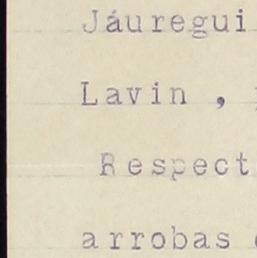 Jáuregui
Lavin ,
Respect
arrobas